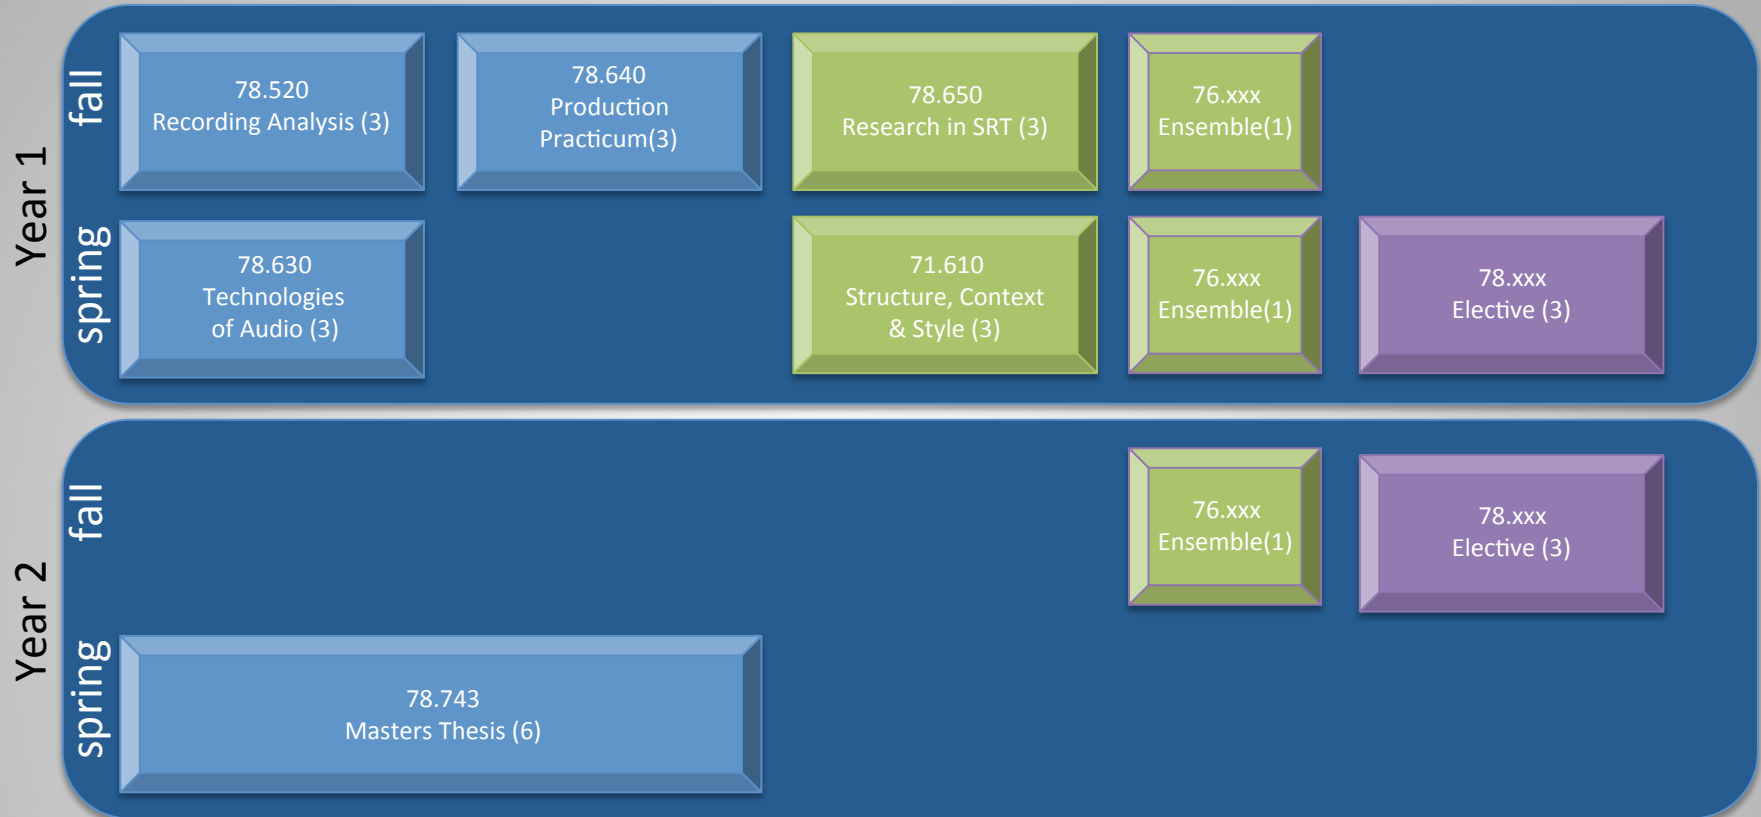 Year 1
fall
78.520
Recording Analysis (3)
78.640
Production
Practicum(3)
78.650
Research in SRT (3)
76.xxx
Ensemble(1)
spring
78.630
Technologies
of Audio (3)
71.610
Structure, Context
& Style (3)
76.xxx
Ensemble(1)
78.xxx
Elective (3)
Year 2
fall
76.xxx
Ensemble(1)
78.xxx
Elective (3)
spring
78.743
Masters Thesis (6)